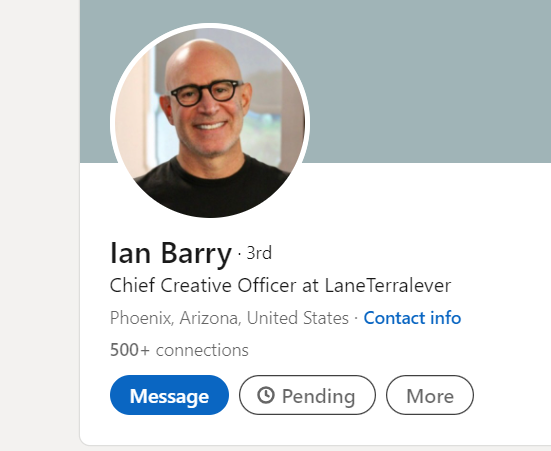 Ian Barry · 3rd
Chief Creative Officer at LaneTerralever
Phoenix, Arizona, United States · Contact info
500+ connections
Message Pending More